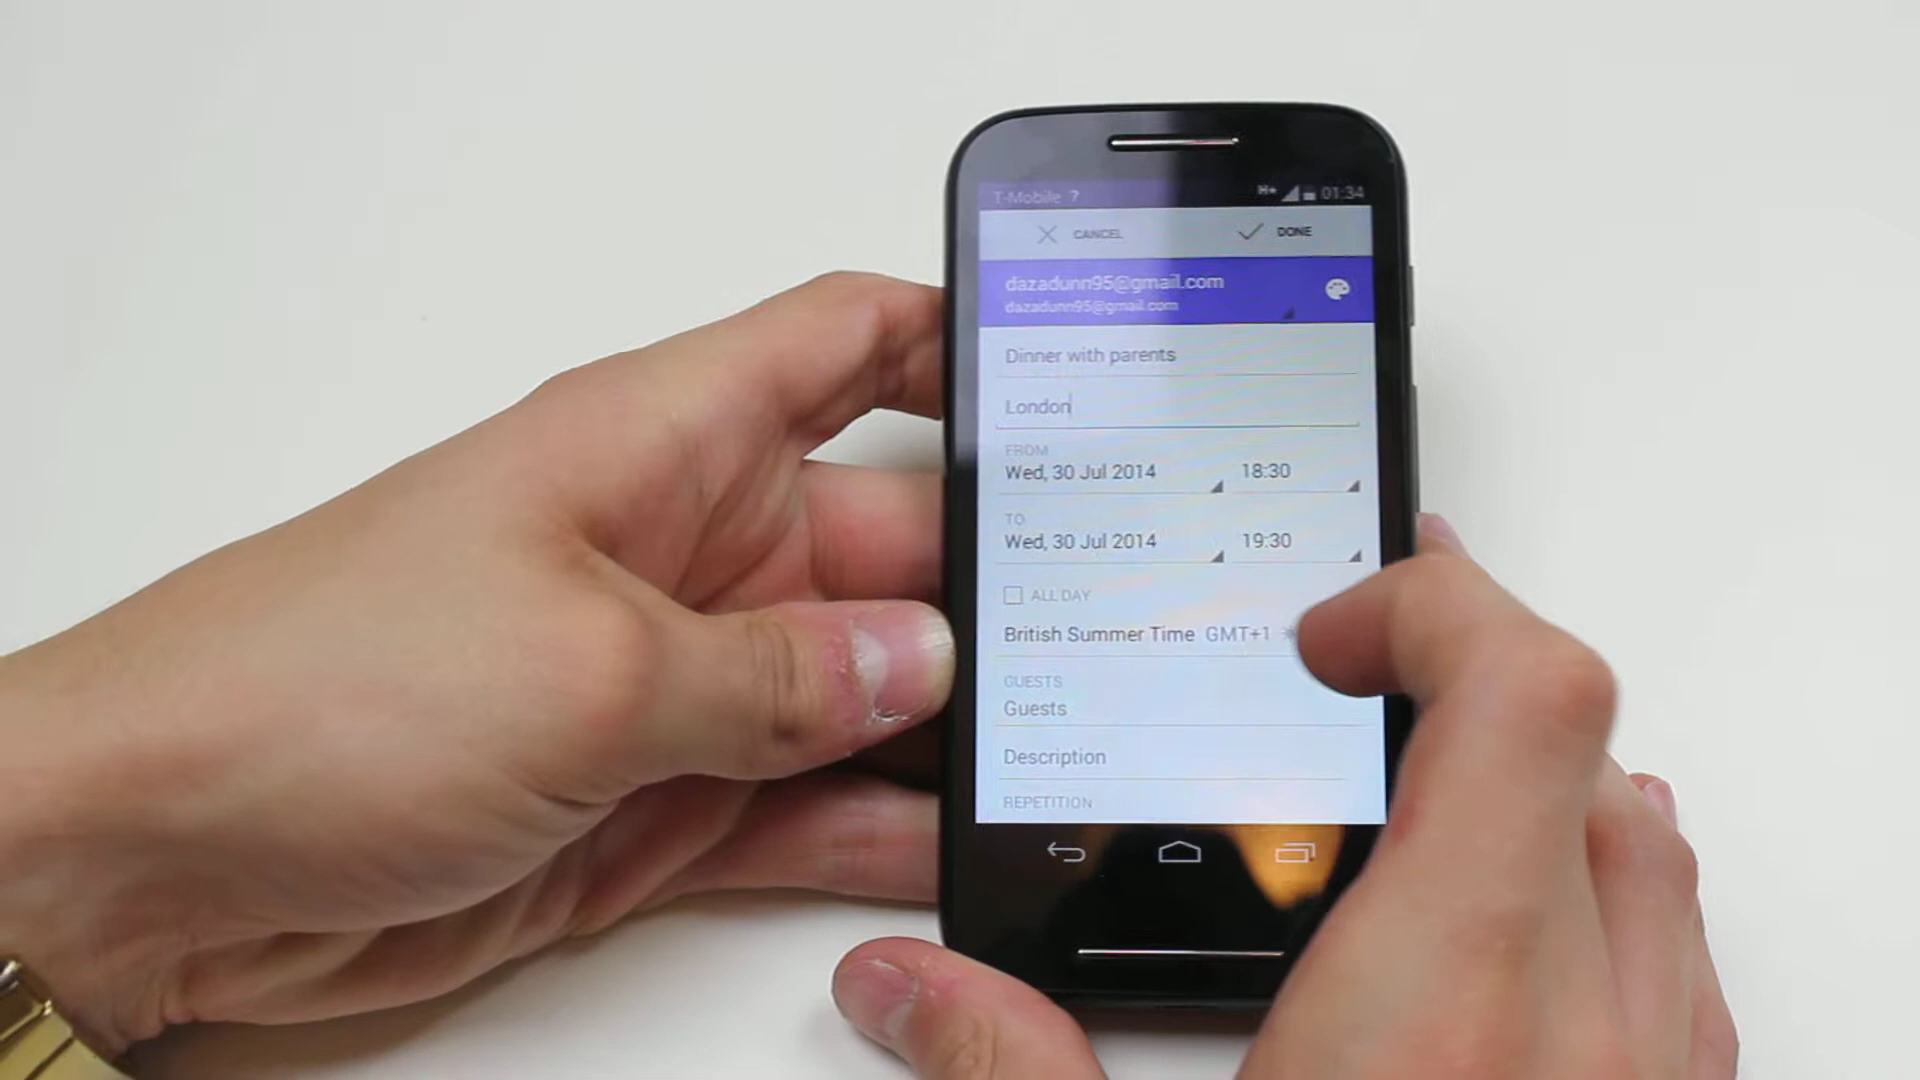 T-Mobile ? H+ 01:34
CANCEL DONE
dazadunn95@gmail.com
dazadunn95@gmail.com
Dinner with parents
London
FROM
Wed, 30 Jul 2014 18:30
TO
Wed, 30 Jul 2014 19:30
ALL DAY
British Summer Time GMT+1
GUESTS
Guests
Description
REPETITION